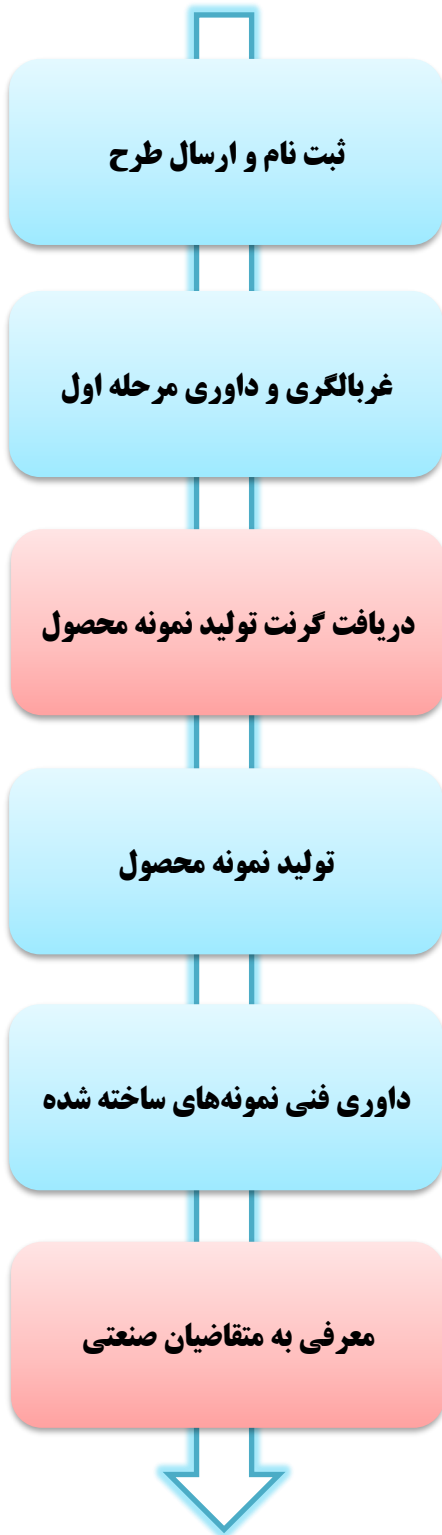 ثبت نام و ارسال طرح
غربالگری و داوری مرحله اول
دریافت گرنت تولید نمونه محصول
تولید نمونه محصول
داوری فنی نمونه‌های ساخته شده
معرفی به متقاضیان صنعتی